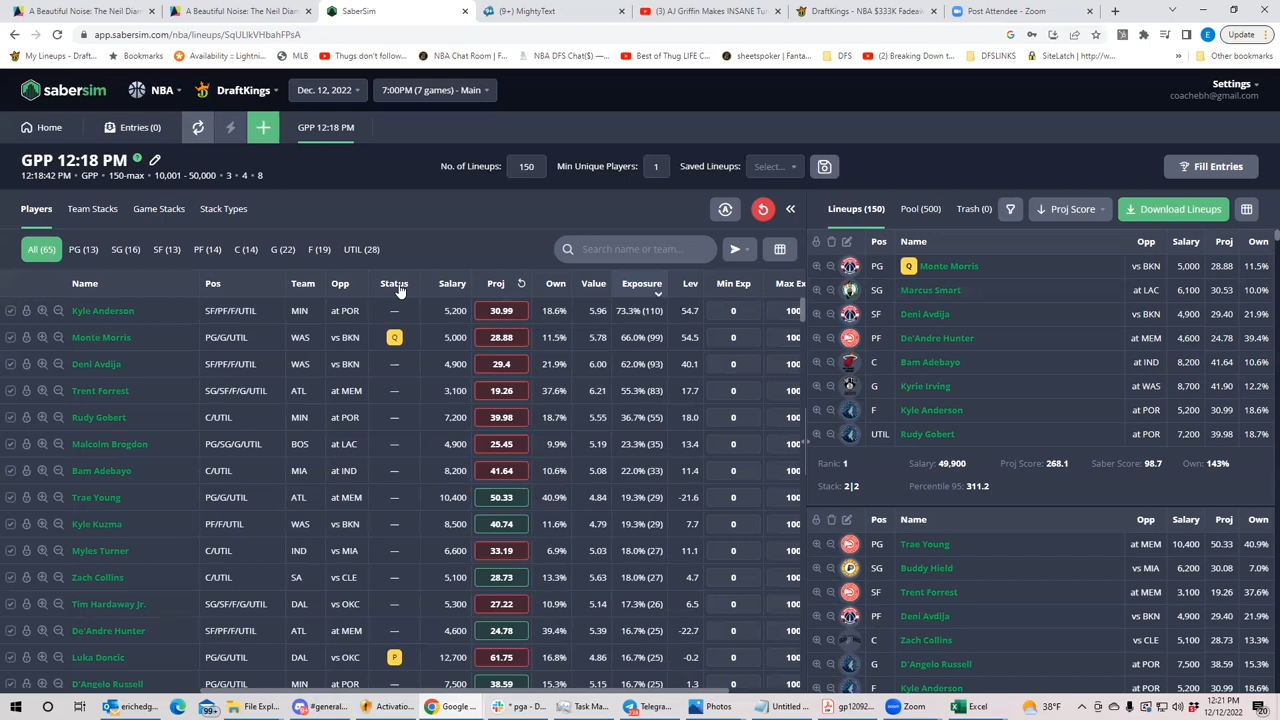 A Beautiful Noise: The Neil Diam
A Beautiful Noise: The Neil Diam
SaberSim
(9+) MightyText
(3) AJ Griffin Makes INSANE Tur
DraftKings - NBA $333K Fadeaw
Post Attendee - Zoom
app.sabersim.com/nba/lineups/SqULIkVHbahFPsA
Update
My Lineups - Draft...
Bookmarks
Availability = Lighting...
MLB
Thugs don't follow...
NBA Chat Room | -...
NBA DFS Chat($) —...
Best of Thug LIFE C...
sheetspoker | Fanta...
DFS
(2) Breaking Down t...
DFSLINKS
SiteLatch | http://w...
Other bookmarks
sabersim
NBA
DraftKings
Dec. 12, 2022
7:00PM (7 games) - Main
Settings
coachebh@gmail.com
Home
Entries (0)
GPP 12:18 PM
GPP 12:18 PM
12:18:42 PM • GPP • 150-max • 10,001 - 50,000 • 3 • 4 • 8
No. of Lineups: 150
Min Unique Players: 1
Saved Lineups: Select...
Fill Entries
Players
Team Stacks
Game Stacks
Stack Types
Lineups (150)
Pool (500)
Trash (0)
Proj Score
Download Lineups
All (65)
PG (13)
SG (16)
SF (13)
PF (14)
C (14)
G (22)
F (19)
UTIL (28)
Search name or team...
Name Pos Team Opp Status Salary Proj Own Value Exposure Lev Min Exp Max Ex
Kyle Anderson SF/PF/F/UTIL MIN at POR — 5,200 30.99 18.6% 5.96 73.3% (110) 54.7 0 100
Monte Morris PG/G/UTIL WAS vs BKN Q 5,000 28.88 11.5% 5.78 66.0% (99) 54.5 0 100
Deni Avdija SF/PF/F/UTIL WAS vs BKN — 4,900 29.4 21.9% 6.00 62.0% (93) 40.1 0 100
Trent Forrest SG/SF/F/G/UTIL ATL at MEM — 3,100 19.26 37.6% 6.21 55.3% (83) 17.7 0 100
Rudy Gobert C/UTIL MIN at POR — 7,200 39.98 18.7% 5.55 36.7% (55) 18.0 0 100
Malcolm Brogdon PG/SG/G/UTIL BOS at LAC — 4,900 25.45 9.9% 5.19 23.3% (35) 13.4 0 100
Bam Adebayo C/UTIL MIA at IND — 8,200 41.64 10.6% 5.08 22.0% (33) 11.4 0 100
Trae Young PG/G/UTIL ATL at MEM — 10,400 50.33 40.9% 4.84 19.3% (29) -21.6 0 100
Kyle Kuzma PF/F/UTIL WAS vs BKN — 8,500 40.74 11.6% 4.79 19.3% (29) 7.7 0 100
Myles Turner C/UTIL IND vs MIA — 6,600 33.19 6.9% 5.03 18.0% (27) 11.1 0 100
Zach Collins C/UTIL SA vs CLE — 5,100 28.73 13.3% 5.63 18.0% (27) 4.7 0 100
Tim Hardaway Jr. SG/SF/F/G/UTIL DAL vs OKC — 5,300 27.22 10.9% 5.14 17.3% (26) 6.5 0 100
De'Andre Hunter SF/PF/F/UTIL ATL at MEM — 4,600 24.78 39.4% 5.39 16.7% (25) -22.7 0 100
Luka Doncic PG/G/UTIL DAL vs OKC P 12,700 61.75 16.8% 4.86 16.7% (25) -0.2 0 100
D'Angelo Russell PG/G/UTIL MIN at POR — 7,500 38.59 15.3% 5.15 16.7% (25) 1.3 0 100
Pos Name Opp Salary Proj Own
PG Q Monte Morris vs BKN 5,000 28.88 11.5%
SG Marcus Smart at LAC 6,100 30.53 10.0%
SF Deni Avdija vs BKN 4,900 29.40 21.9%
PF De'Andre Hunter at MEM 4,600 24.78 39.4%
C Bam Adebayo at IND 8,200 41.64 10.6%
G Kyrie Irving at WAS 8,700 41.90 12.2%
F Kyle Anderson at POR 5,200 30.99 18.6%
UTIL Rudy Gobert at POR 7,200 39.98 18.7%
Rank: 1 Salary: 49,900 Proj Score: 268.1 Saber Score: 98.7 Own: 143%
Stack: 2|2 Percentile 95: 311.2
Pos Name Opp Salary Proj Own
PG Trae Young at MEM 10,400 50.33 40.9%
SG Buddy Hield vs MIA 6,200 30.08 7.0%
SF Trent Forrest at MEM 3,100 19.26 37.6%
PF Deni Avdija vs BKN 4,900 29.40 21.9%
C Zach Collins vs CLE 5,100 28.73 13.3%
G D'Angelo Russell at POR 7,500 38.59 15.3%
F Kyle Anderson at POR 5,200 30.99 18.6%
erichedg...
99+
File Expl...
#general...
Activatio...
Google ...
* pga - D...
Task Ma...
Telegra...
Photos
Untitled ...
gp12092...
Zoom
Excel
38°F
12:21 PM
12/12/2022
20